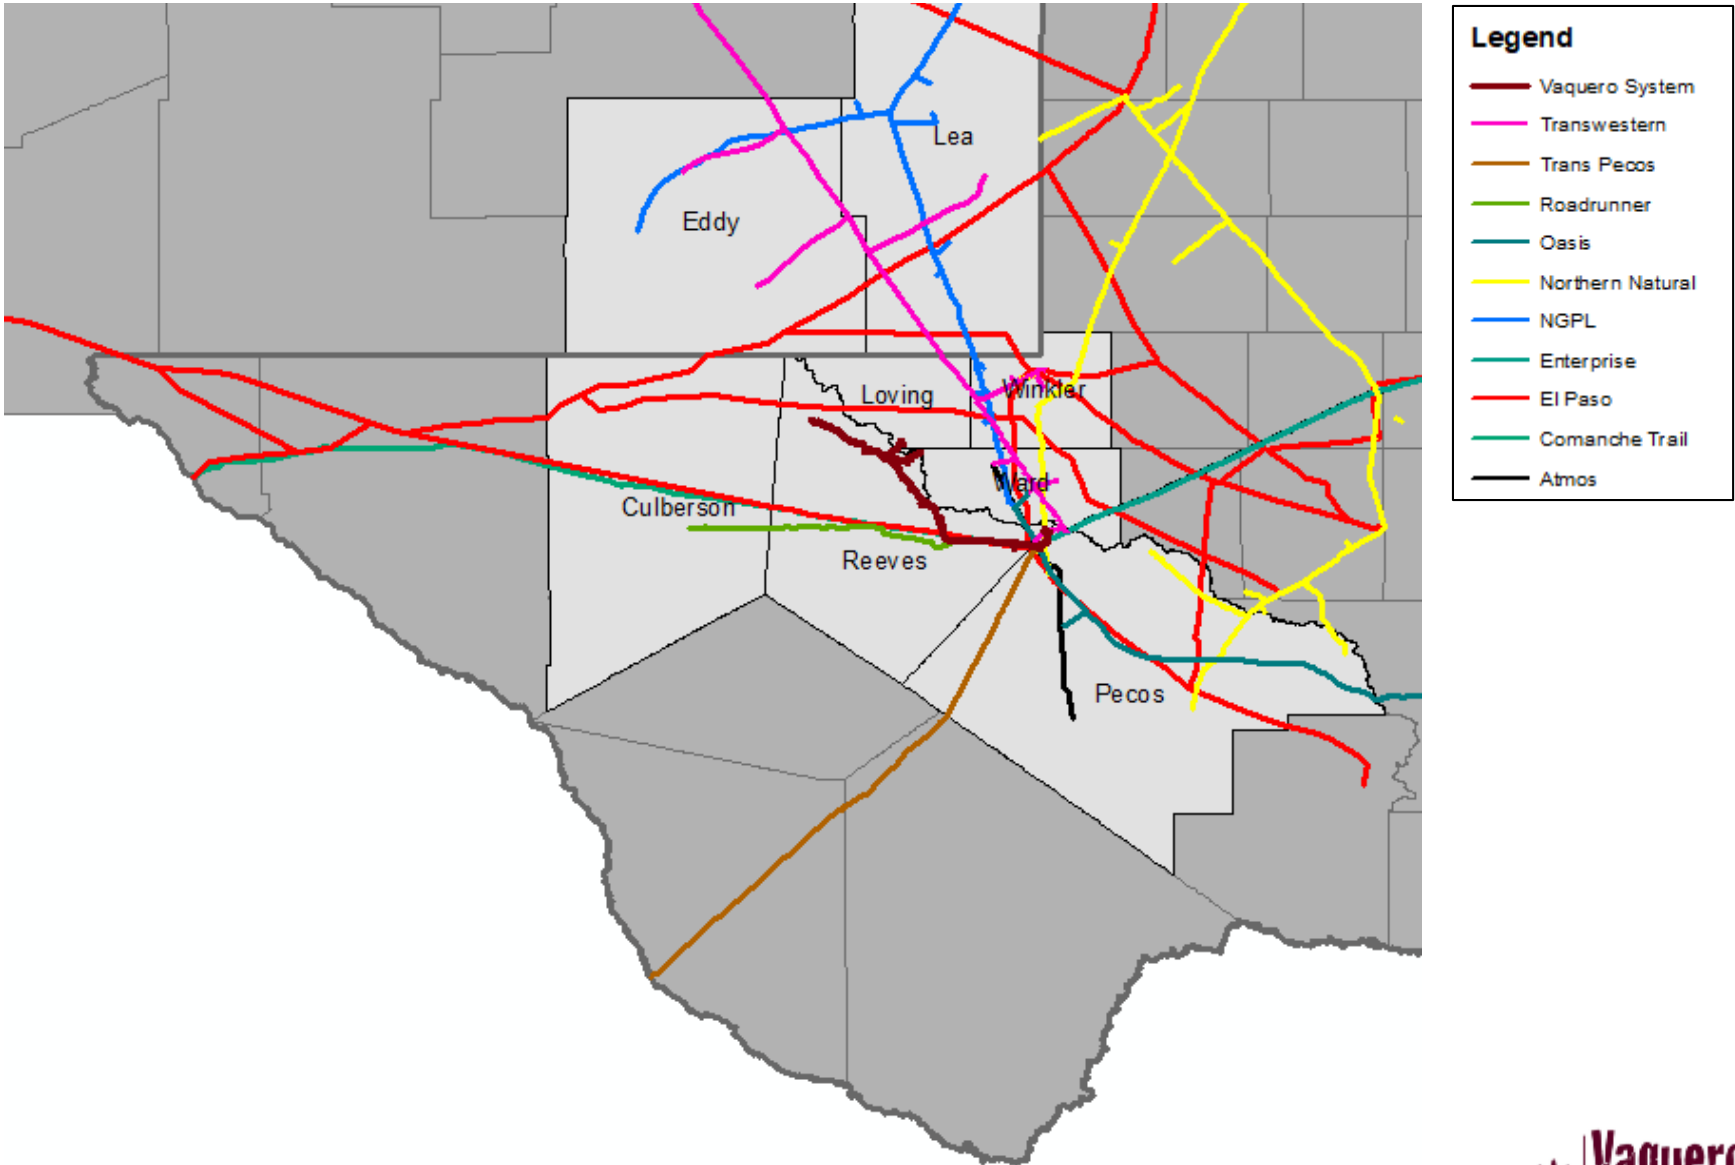 Legend
Vaquero System
Transwestern
Trans Pecos
Roadrunner
Oasis
Northern Natural
NGPL
Enterprise
El Paso
Comanche Trail
Atmos
Lea
Eddy
Loving
Winkler
Ward
Culberson
Reeves
Pecos
Vaquero